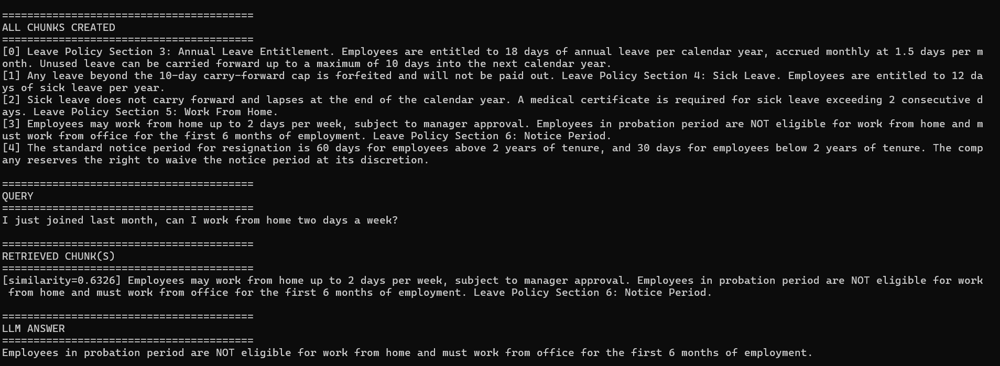 ========================================
ALL CHUNKS CREATED
========================================
[0] Leave Policy Section 3: Annual Leave Entitlement. Employees are entitled to 18 days of annual leave per calendar year, accrued monthly at 1.5 days per m
onth. Unused leave can be carried forward up to a maximum of 10 days into the next calendar year.
[1] Any leave beyond the 10-day carry-forward cap is forfeited and will not be paid out. Leave Policy Section 4: Sick Leave. Employees are entitled to 12 da
ys of sick leave per year.
[2] Sick leave does not carry forward and lapses at the end of the calendar year. A medical certificate is required for sick leave exceeding 2 consecutive d
ays. Leave Policy Section 5: Work From Home.
[3] Employees may work from home up to 2 days per week, subject to manager approval. Employees in probation period are NOT eligible for work from home and m
ust work from office for the first 6 months of employment. Leave Policy Section 6: Notice Period.
[4] The standard notice period for resignation is 60 days for employees above 2 years of tenure, and 30 days for employees below 2 years of tenure. The comp
any reserves the right to waive the notice period at its discretion.
========================================
QUERY
========================================
I just joined last month, can I work from home two days a week?
========================================
RETRIEVED CHUNK(S)
========================================
[similarity=0.6326] Employees may work from home up to 2 days per week, subject to manager approval. Employees in probation period are NOT eligible for work
 from home and must work from office for the first 6 months of employment. Leave Policy Section 6: Notice Period.
========================================
LLM ANSWER
========================================
Employees in probation period are NOT eligible for work from home and must work from office for the first 6 months of employment.